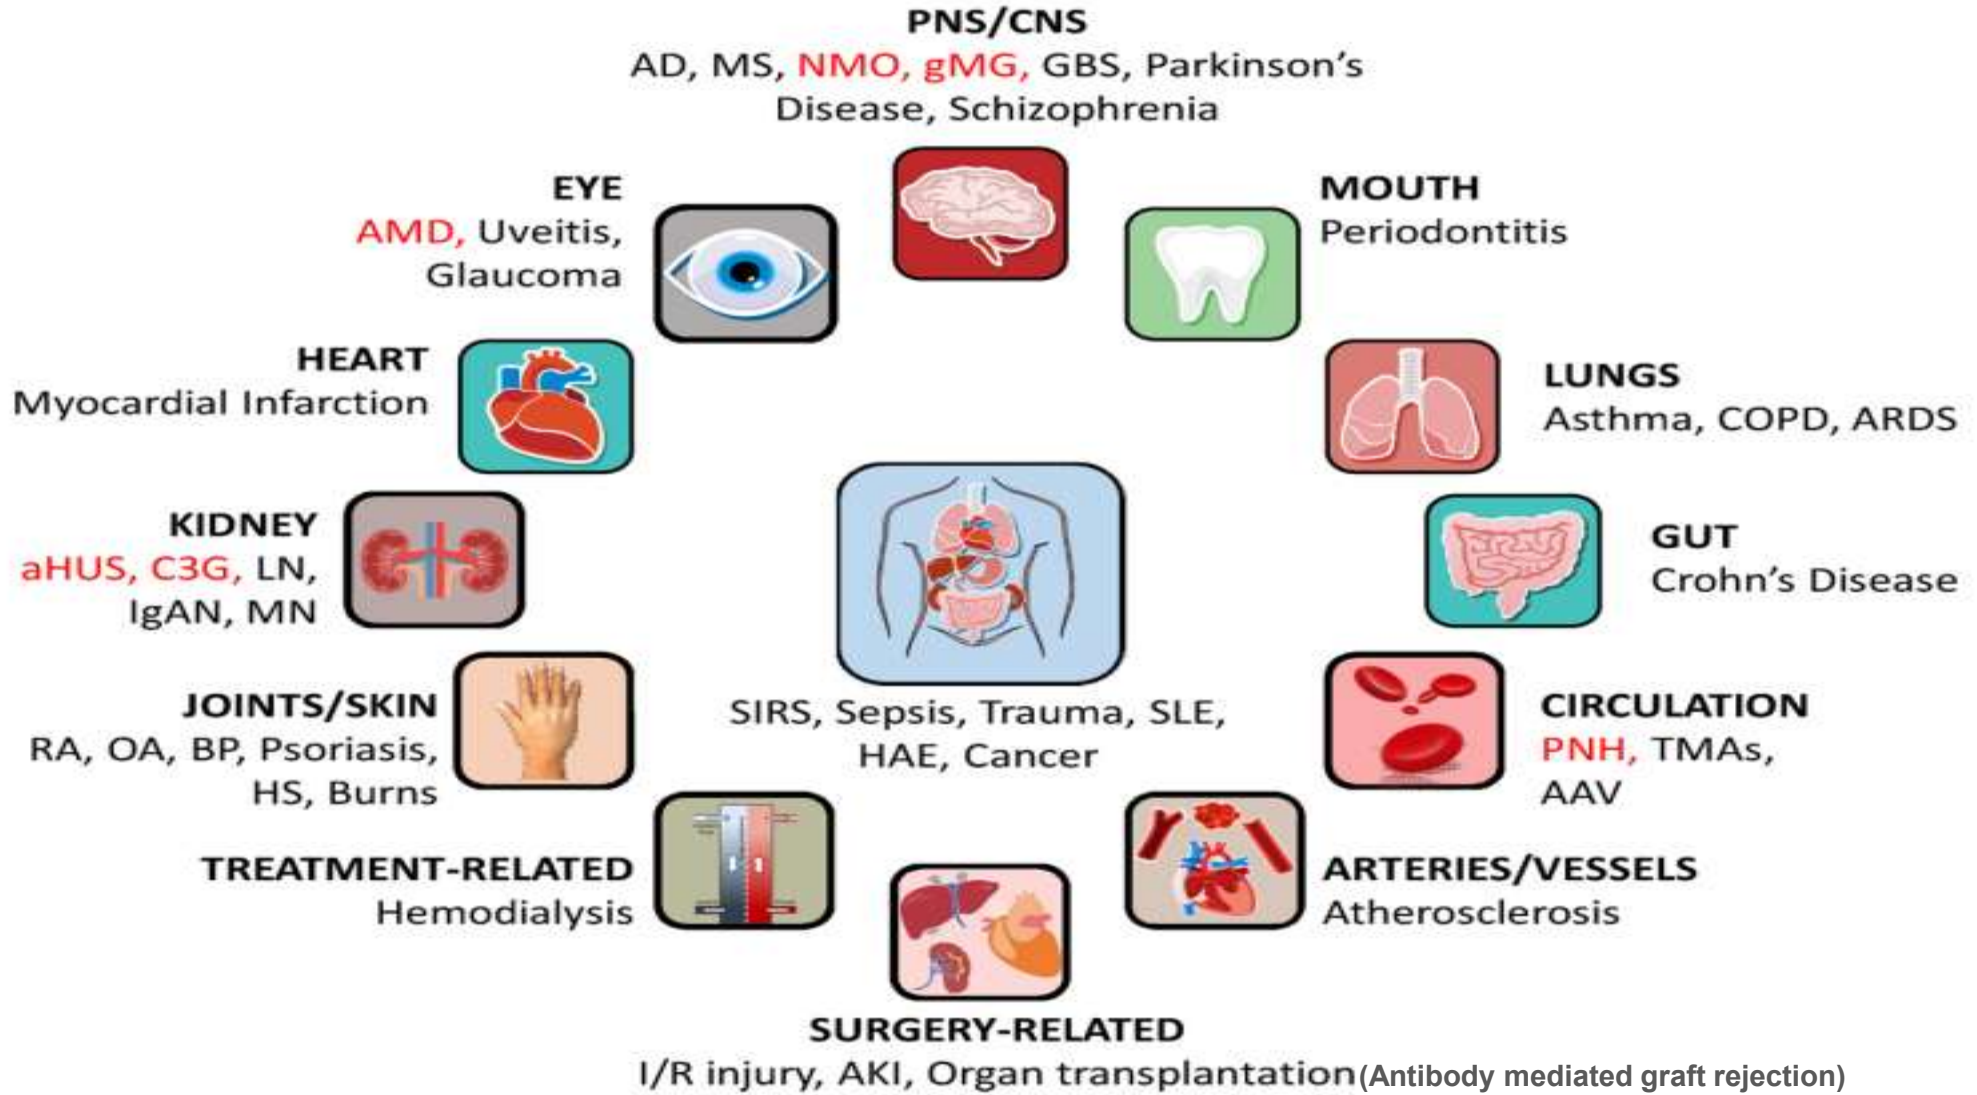 PNS/CNS
AD, MS, NMO, gMG, GBS, Parkinson’s
Disease, Schizophrenia
EYE
AMD, Uveitis,
Glaucoma
MOUTH
Periodontitis
HEART
Myocardial Infarction
LUNGS
Asthma, COPD, ARDS
KIDNEY
aHUS, C3G, LN,
IgAN, MN
GUT
Crohn’s Disease
JOINTS/SKIN
RA, OA, BP, Psoriasis,
HS, Burns
SIRS, Sepsis, Trauma, SLE,
HAE, Cancer
CIRCULATION
PNH, TMAs,
AAV
TREATMENT-RELATED
Hemodialysis
ARTERIES/VESSELS
Atherosclerosis
SURGERY-RELATED
I/R injury, AKI, Organ transplantation(Antibody mediated graft rejection)